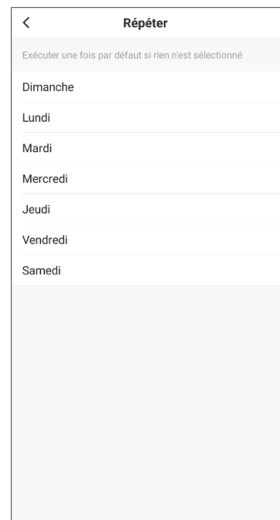 Répéter
Exécuter une fois par défaut si rien n'est sélectionné
Dimanche
Lundi
Mardi
Mercredi
Jeudi
Vendredi
Samedi